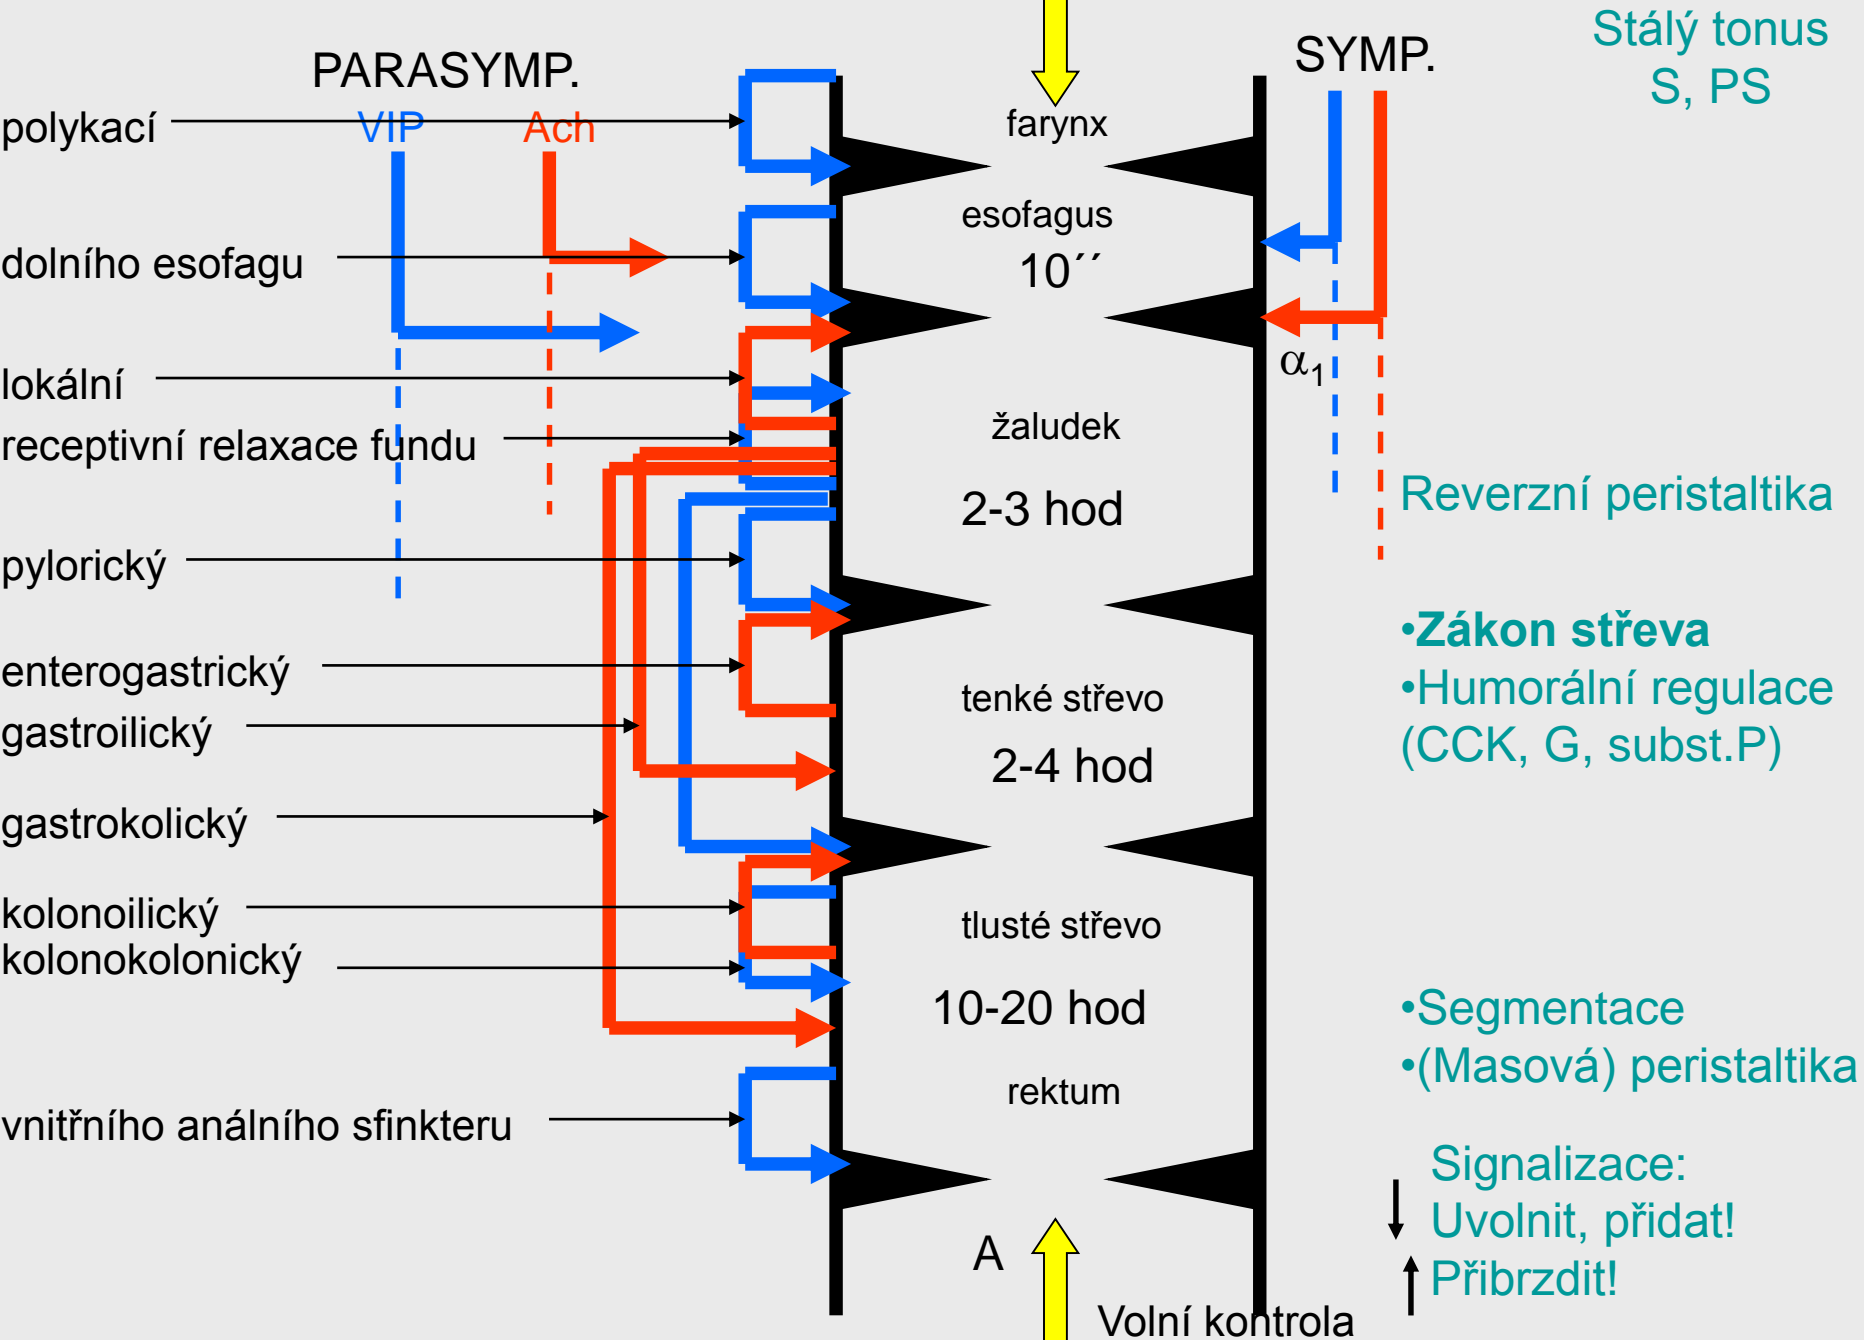 PARASYMP.
VIP
Ach
SYMP.
Stálý tonus
S, PS
polykací
dolního esofagu
lokální
receptivní relaxace fundu
pylorický
enterogastrický
gastroilický
gastrokolický
kolonoilický
kolonokolonický
vnitřního análního sfinkteru
farynx
esofagus
10´´
žaludek
2-3 hod
tenké střevo
2-4 hod
tlusté střevo
10-20 hod
rektum
A
Volní kontrola
α₁
Reverzní peristaltika
•Zákon střeva
•Humorální regulace
(CCK, G, subst.P)
•Segmentace
•(Masová) peristaltika
Signalizace:
Uvolnit, přidat!
Přibrzdit!